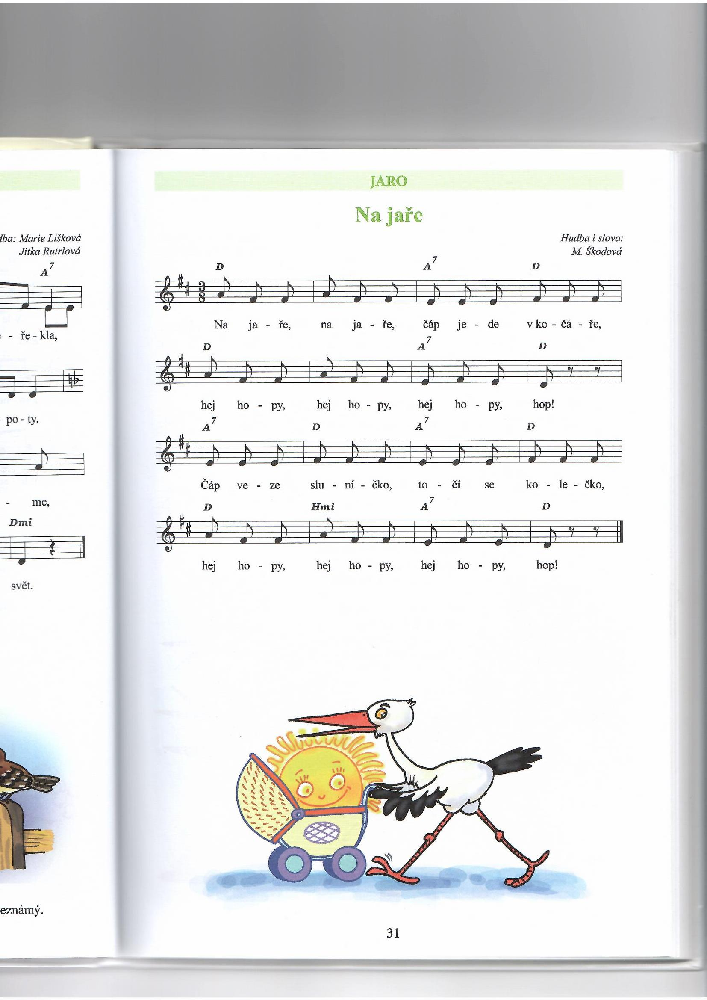 dba: Marie Lišková
Jitka Rutrlová
A7
- ře - kla,
- po - ty.
- me,
Dmi
svět.
eznámý.
JARO
Na jaře
Hudba i slova:
M. Škodová
D A7 D
3
8
Na ja - ře, na ja - ře, čáp je - de v ko - čá - ře,
D A7 D
hej ho - py, hej ho - py, hej ho - py, hop!
A7 D A7 D
Čáp ve - ze slu - ní - čko, to - čí se ko - le - čko,
D Hmi A7 D
hej ho - py, hej ho - py, hej ho - py, hop!
31